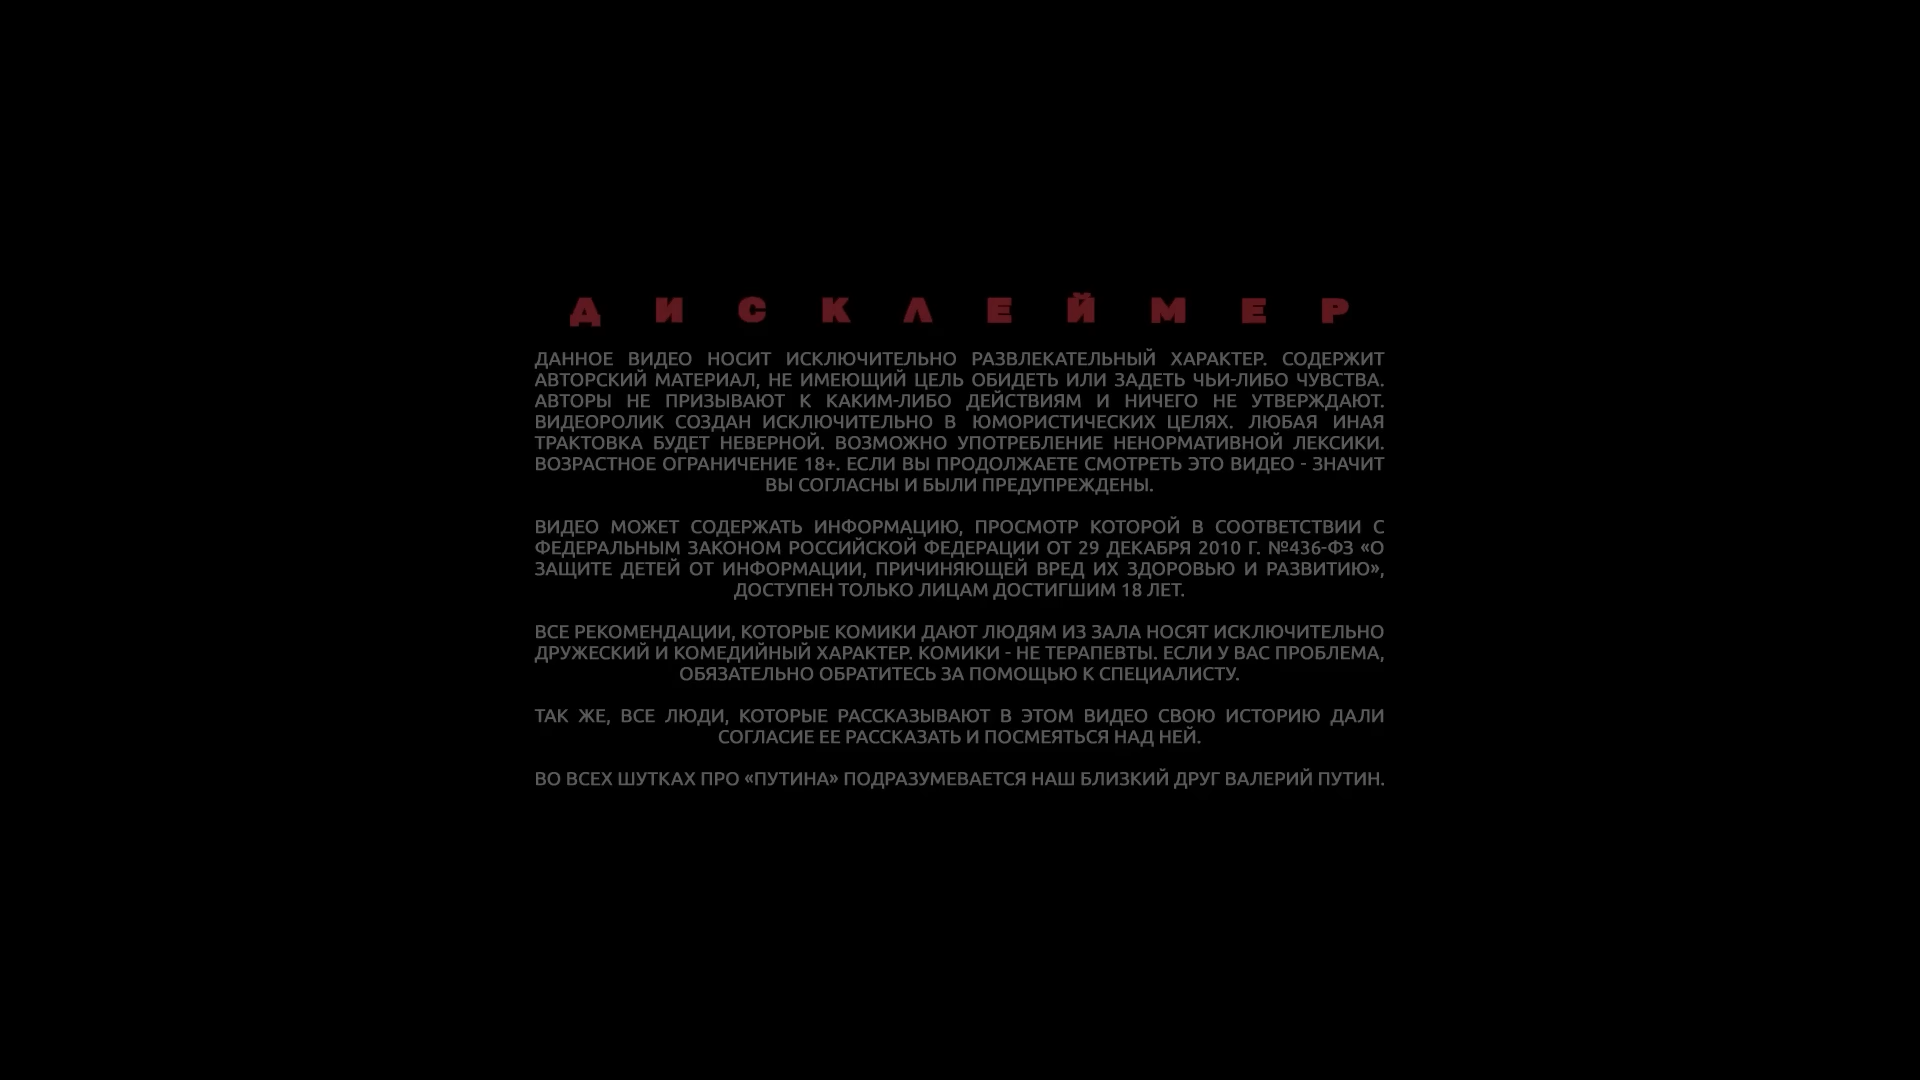 ДИСКЛЕЙМЕР
ДАННОЕ ВИДЕО НОСИТ ИСКЛЮЧИТЕЛЬНО РАЗВЛЕКАТЕЛЬНЫЙ ХАРАКТЕР. СОДЕРЖИТ
АВТОРСКИЙ МАТЕРИАЛ, НЕ ИМЕЮЩИЙ ЦЕЛЬ ОБИДЕТЬ ИЛИ ЗАДЕТЬ ЧЬИ-ЛИБО ЧУВСТВА.
АВТОРЫ НЕ ПРИЗЫВАЮТ К КАКИМ-ЛИБО ДЕЙСТВИЯМ И НИЧЕГО НЕ УТВЕРЖДАЮТ.
ВИДЕОРОЛИК СОЗДАН ИСКЛЮЧИТЕЛЬНО В ЮМОРИСТИЧЕСКИХ ЦЕЛЯХ. ЛЮБАЯ ИНАЯ
ТРАКТОВКА БУДЕТ НЕВЕРНОЙ. ВОЗМОЖНО УПОТРЕБЛЕНИЕ НЕНОРМАТИВНОЙ ЛЕКСИКИ.
ВОЗРАСТНОЕ ОГРАНИЧЕНИЕ 18+. ЕСЛИ ВЫ ПРОДОЛЖАЕТЕ СМОТРЕТЬ ЭТО ВИДЕО - ЗНАЧИТ
ВЫ СОГЛАСНЫ И БЫЛИ ПРЕДУПРЕЖДЕНЫ.
ВИДЕО МОЖЕТ СОДЕРЖАТЬ ИНФОРМАЦИЮ, ПРОСМОТР КОТОРОЙ В СООТВЕТСТВИИ С
ФЕДЕРАЛЬНЫМ ЗАКОНОМ РОССИЙСКОЙ ФЕДЕРАЦИИ ОТ 29 ДЕКАБРЯ 2010 Г. №436-ФЗ «О
ЗАЩИТЕ ДЕТЕЙ ОТ ИНФОРМАЦИИ, ПРИЧИНЯЮЩЕЙ ВРЕД ИХ ЗДОРОВЬЮ И РАЗВИТИЮ»,
ДОСТУПЕН ТОЛЬКО ЛИЦАМ ДОСТИГШИМ 18 ЛЕТ.
ВСЕ РЕКОМЕНДАЦИИ, КОТОРЫЕ КОМИКИ ДАЮТ ЛЮДЯМ ИЗ ЗАЛА НОСЯТ ИСКЛЮЧИТЕЛЬНО
ДРУЖЕСКИЙ И КОМЕДИЙНЫЙ ХАРАКТЕР. КОМИКИ - НЕ ТЕРАПЕВТЫ. ЕСЛИ У ВАС ПРОБЛЕМА,
ОБЯЗАТЕЛЬНО ОБРАТИТЕСЬ ЗА ПОМОЩЬЮ К СПЕЦИАЛИСТУ.
ТАК ЖЕ, ВСЕ ЛЮДИ, КОТОРЫЕ РАССКАЗЫВАЮТ В ЭТОМ ВИДЕО СВОЮ ИСТОРИЮ ДАЛИ
СОГЛАСИЕ ЕЕ РАССКАЗАТЬ И ПОСМЕЯТЬСЯ НАД НЕЙ.
ВО ВСЕХ ШУТКАХ ПРО «ПУТИНА» ПОДРАЗУМЕВАЕТСЯ НАШ БЛИЗКИЙ ДРУГ ВАЛЕРИЙ ПУТИН.